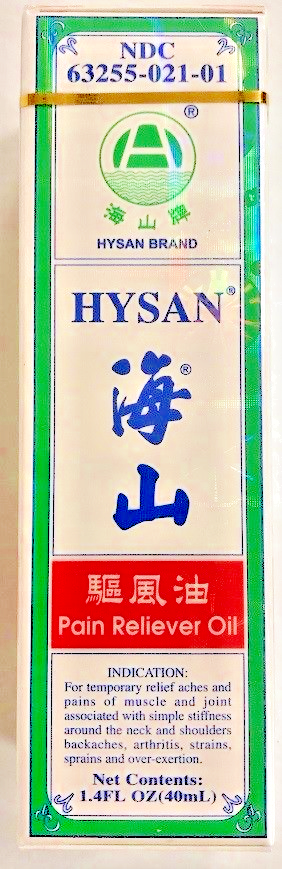 NDC
63255-021-01
®
海山牌
HYSAN BRAND
HYSAN®
海®
山
驅風油
Pain Reliever Oil
INDICATION:
For temporary relief aches and
pains of muscle and joint
associated with simple stiffness
around the neck and shoulders
backaches, arthritis, strains,
sprains and over-exertion.
Net Contents:
1.4FL OZ(40mL)